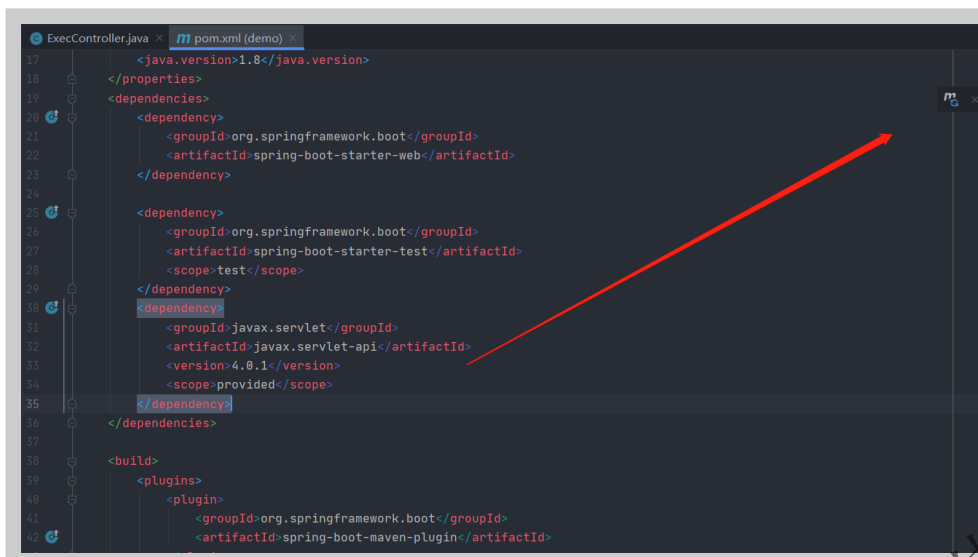 ExecController.java × m pom.xml (demo) ×
17 <java.version>1.8</java.version>
18 </properties>
19 <dependencies>
20 <dependency>
21 <groupId>org.springframework.boot</groupId>
22 <artifactId>spring-boot-starter-web</artifactId>
23 </dependency>
24
25 <dependency>
26 <groupId>org.springframework.boot</groupId>
27 <artifactId>spring-boot-starter-test</artifactId>
28 <scope>test</scope>
29 </dependency>
30 <dependency>
31 <groupId>javax.servlet</groupId>
32 <artifactId>javax.servlet-api</artifactId>
33 <version>4.0.1</version>
34 <scope>provided</scope>
35 </dependency>
36 </dependencies>
37
38 <build>
39 <plugins>
40 <plugin>
41 <groupId>org.springframework.boot</groupId>
42 <artifactId>spring-boot-maven-plugin</artifactId>